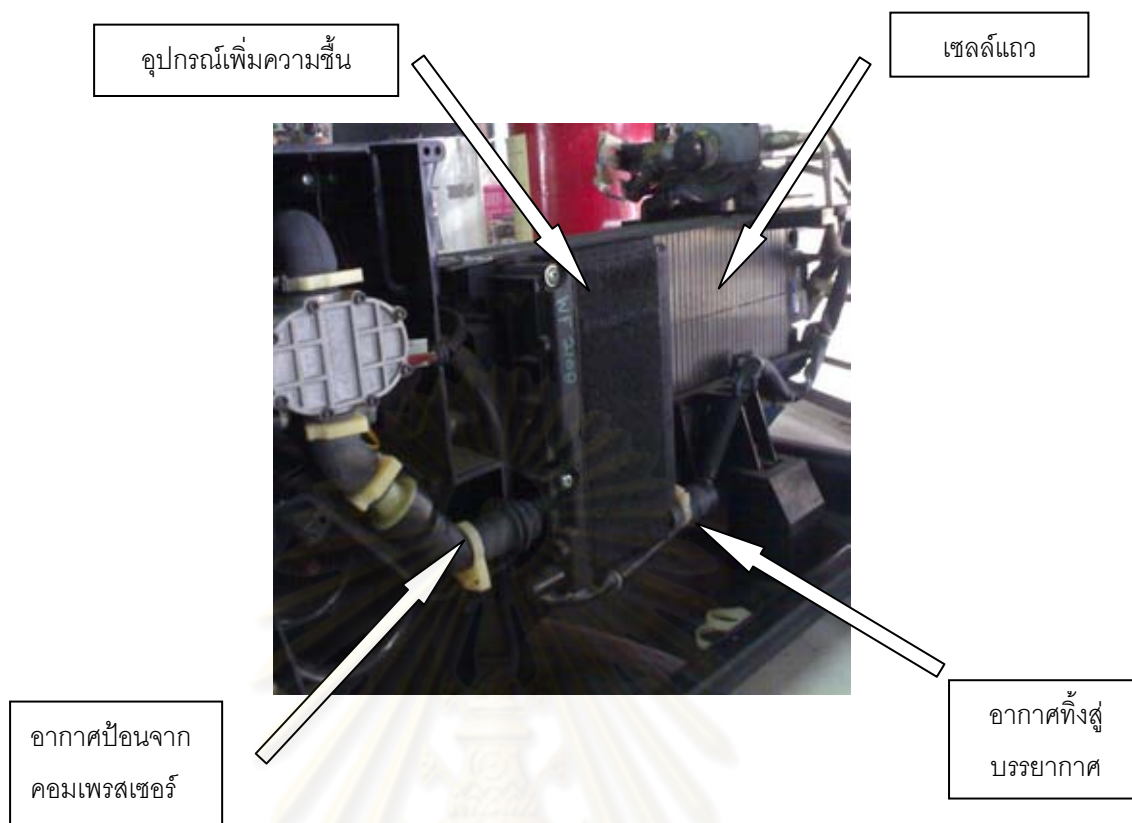 อุปกรณ์เพิ่มความชื้น
เซลล์แถว
WF 2100
อากาศป้อนจาก
คอมเพรสเซอร์
อากาศทิ้งสู่
บรรยากาศ